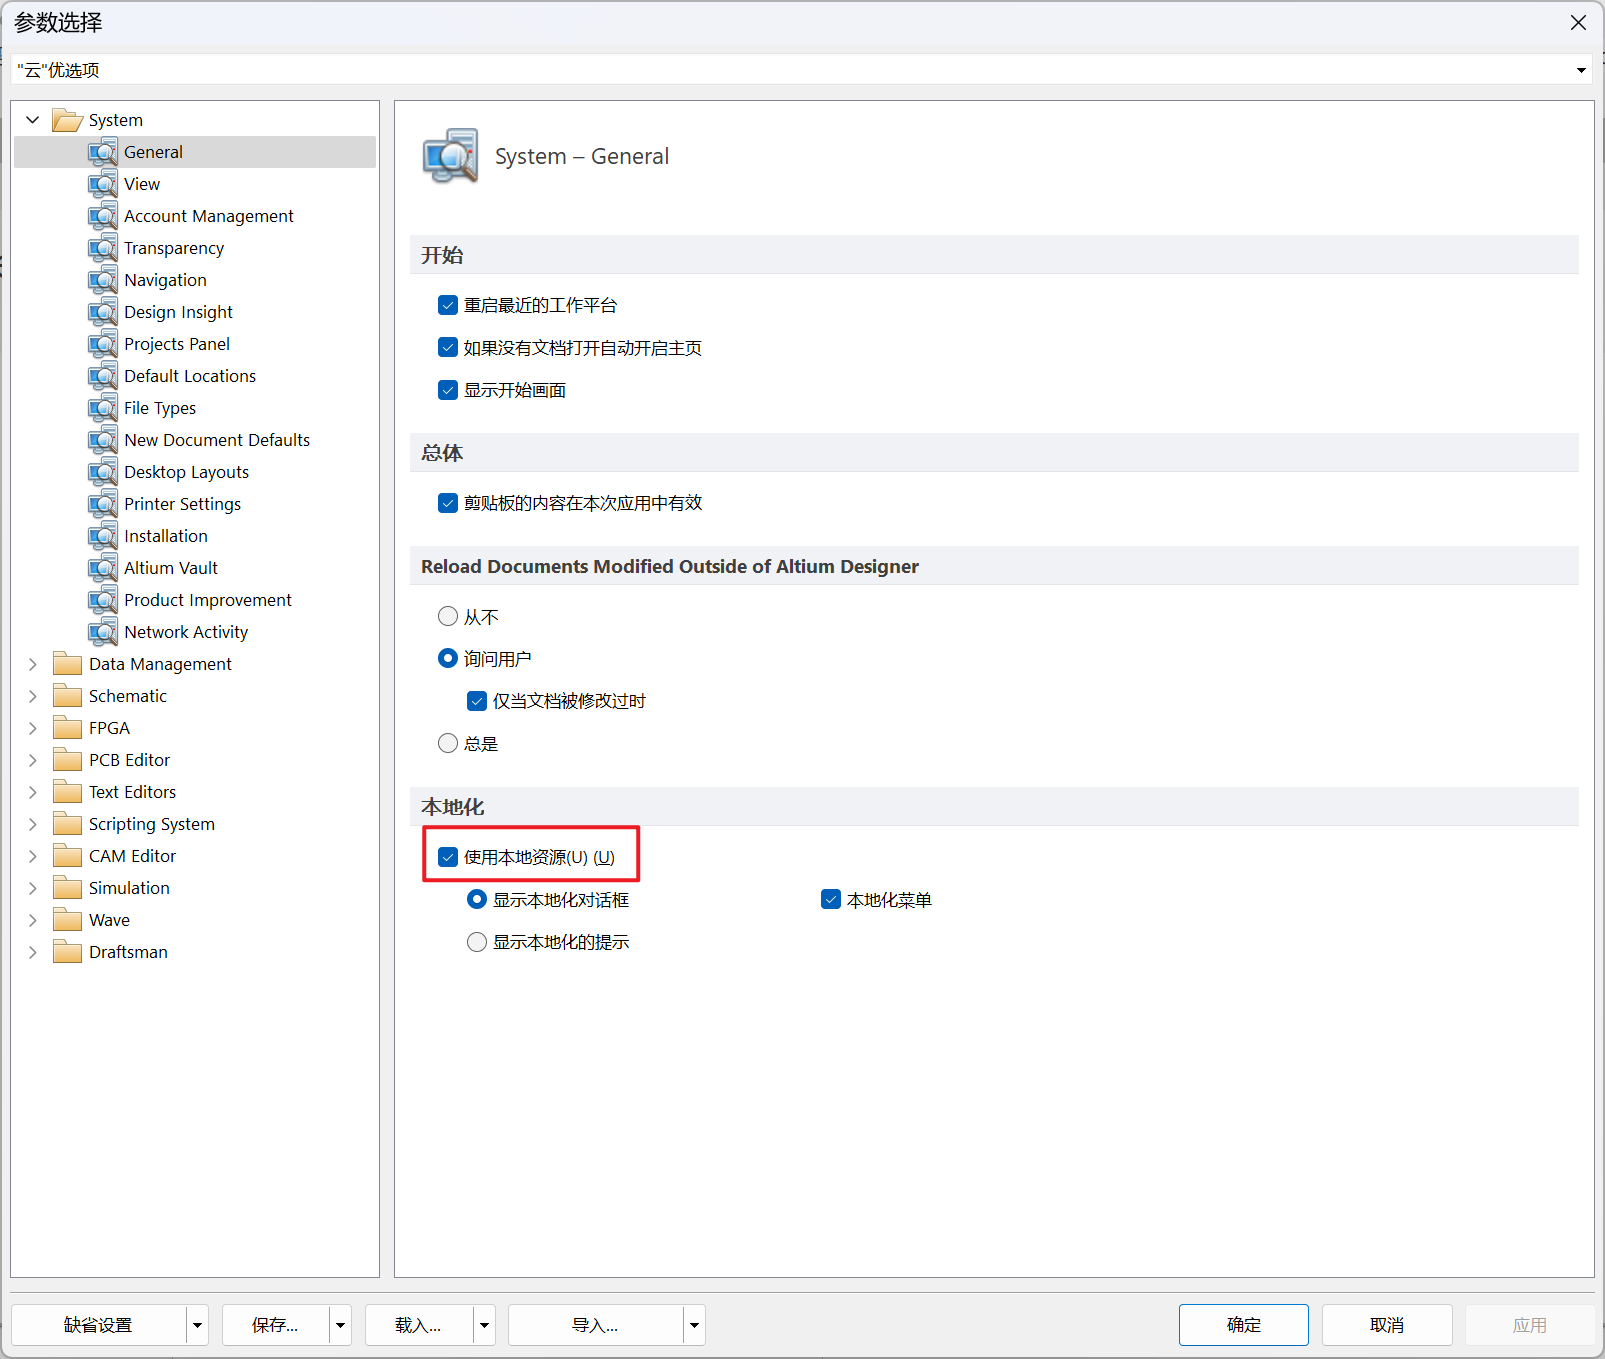 参数选择
"云"优选项
System
General
View
Account Management
Transparency
Navigation
Design Insight
Projects Panel
Default Locations
File Types
New Document Defaults
Desktop Layouts
Printer Settings
Installation
Altium Vault
Product Improvement
Network Activity
Data Management
Schematic
FPGA
PCB Editor
Text Editors
Scripting System
CAM Editor
Simulation
Wave
Draftsman
System – General
开始
重启最近的工作平台
如果没有文档打开自动开启主页
显示开始画面
总体
剪贴板的内容在本次应用中有效
Reload Documents Modified Outside of Altium Designer
从不
询问用户
仅当文档被修改过时
总是
本地化
使用本地资源(U) (U)
显示本地化对话框
本地化菜单
显示本地化的提示
缺省设置
保存...
载入...
导入...
确定
取消
应用